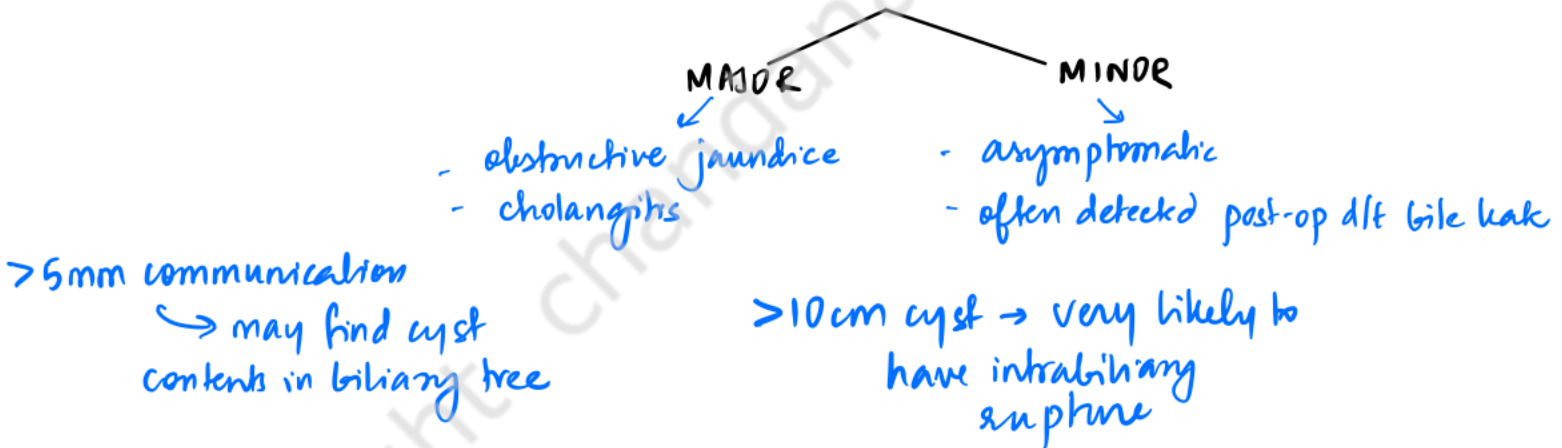 MAJOR
MINOR
- obstructive jaundice
- cholangitis
- asymptomatic
- often detected post-op d/t bile leak
>5mm communication
↳ may find cyst
contents in biliary tree
>10cm cyst → very likely to
have intrabiliary
rupture